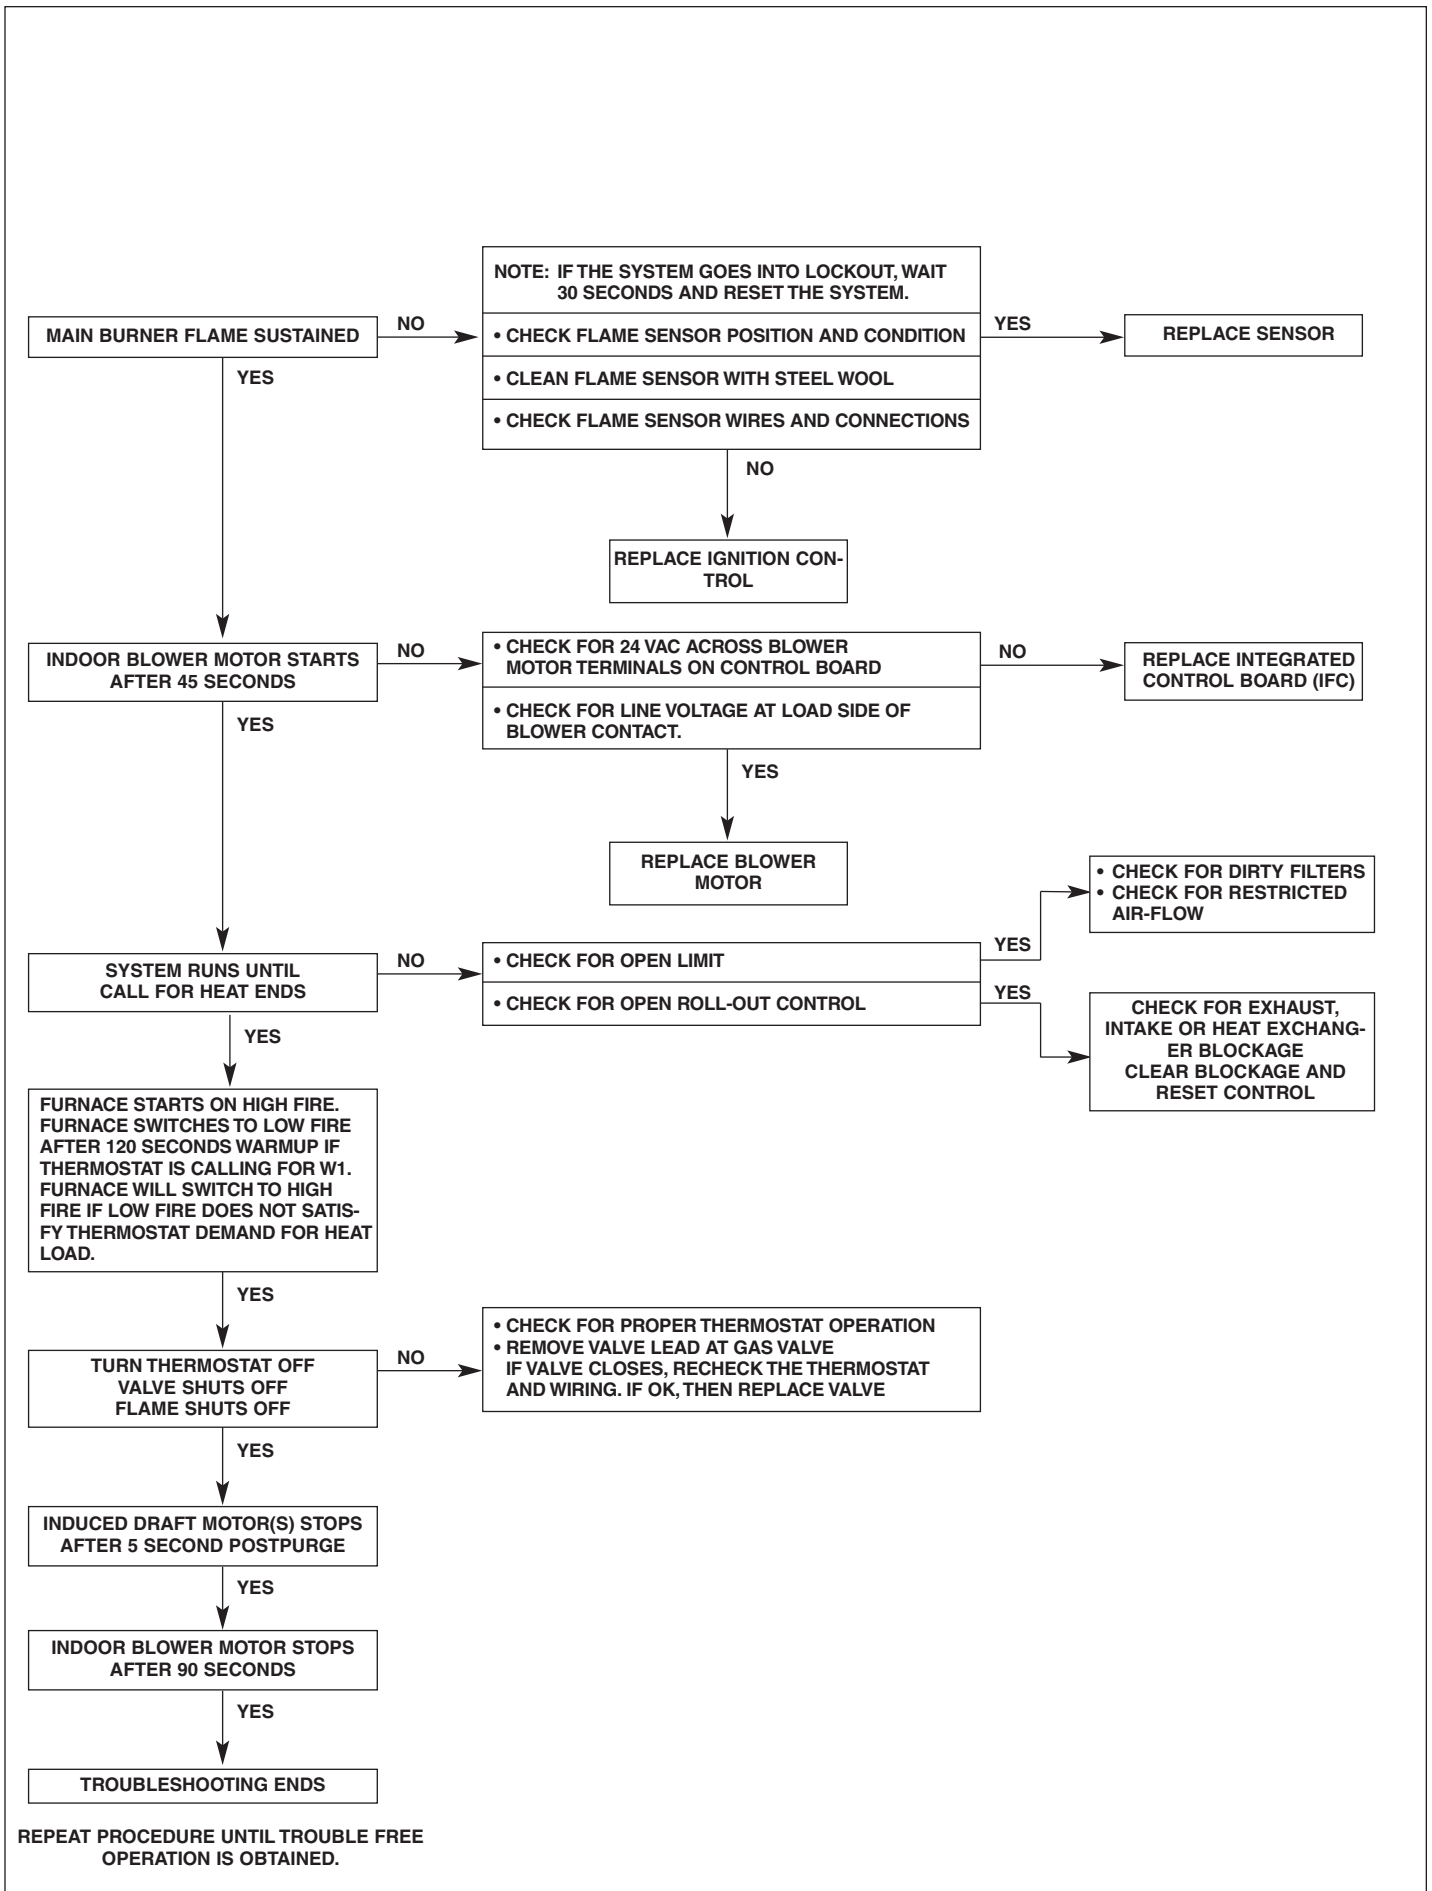 NOTE: IF THE SYSTEM GOES INTO LOCKOUT, WAIT
30 SECONDS AND RESET THE SYSTEM.
MAIN BURNER FLAME SUSTAINED
NO
• CHECK FLAME SENSOR POSITION AND CONDITION
YES
REPLACE SENSOR
YES
• CLEAN FLAME SENSOR WITH STEEL WOOL
• CHECK FLAME SENSOR WIRES AND CONNECTIONS
NO
REPLACE IGNITION CON-
TROL
INDOOR BLOWER MOTOR STARTS
AFTER 45 SECONDS
NO
• CHECK FOR 24 VAC ACROSS BLOWER
MOTOR TERMINALS ON CONTROL BOARD
NO
REPLACE INTEGRATED
CONTROL BOARD (IFC)
YES
• CHECK FOR LINE VOLTAGE AT LOAD SIDE OF
BLOWER CONTACT.
YES
REPLACE BLOWER
MOTOR
• CHECK FOR DIRTY FILTERS
• CHECK FOR RESTRICTED
AIR-FLOW
SYSTEM RUNS UNTIL
CALL FOR HEAT ENDS
NO
• CHECK FOR OPEN LIMIT
YES
• CHECK FOR OPEN ROLL-OUT CONTROL
YES
CHECK FOR EXHAUST,
INTAKE OR HEAT EXCHANG-
ER BLOCKAGE
CLEAR BLOCKAGE AND
RESET CONTROL
YES
FURNACE STARTS ON HIGH FIRE.
FURNACE SWITCHES TO LOW FIRE
AFTER 120 SECONDS WARMUP IF
THERMOSTAT IS CALLING FOR W1.
FURNACE WILL SWITCH TO HIGH
FIRE IF LOW FIRE DOES NOT SATIS-
FY THERMOSTAT DEMAND FOR HEAT
LOAD.
YES
TURN THERMOSTAT OFF
VALVE SHUTS OFF
FLAME SHUTS OFF
NO
• CHECK FOR PROPER THERMOSTAT OPERATION
• REMOVE VALVE LEAD AT GAS VALVE
IF VALVE CLOSES, RECHECK THE THERMOSTAT
AND WIRING. IF OK, THEN REPLACE VALVE
YES
INDUCED DRAFT MOTOR(S) STOPS
AFTER 5 SECOND POSTPURGE
YES
INDOOR BLOWER MOTOR STOPS
AFTER 90 SECONDS
YES
TROUBLESHOOTING ENDS
REPEAT PROCEDURE UNTIL TROUBLE FREE
OPERATION IS OBTAINED.